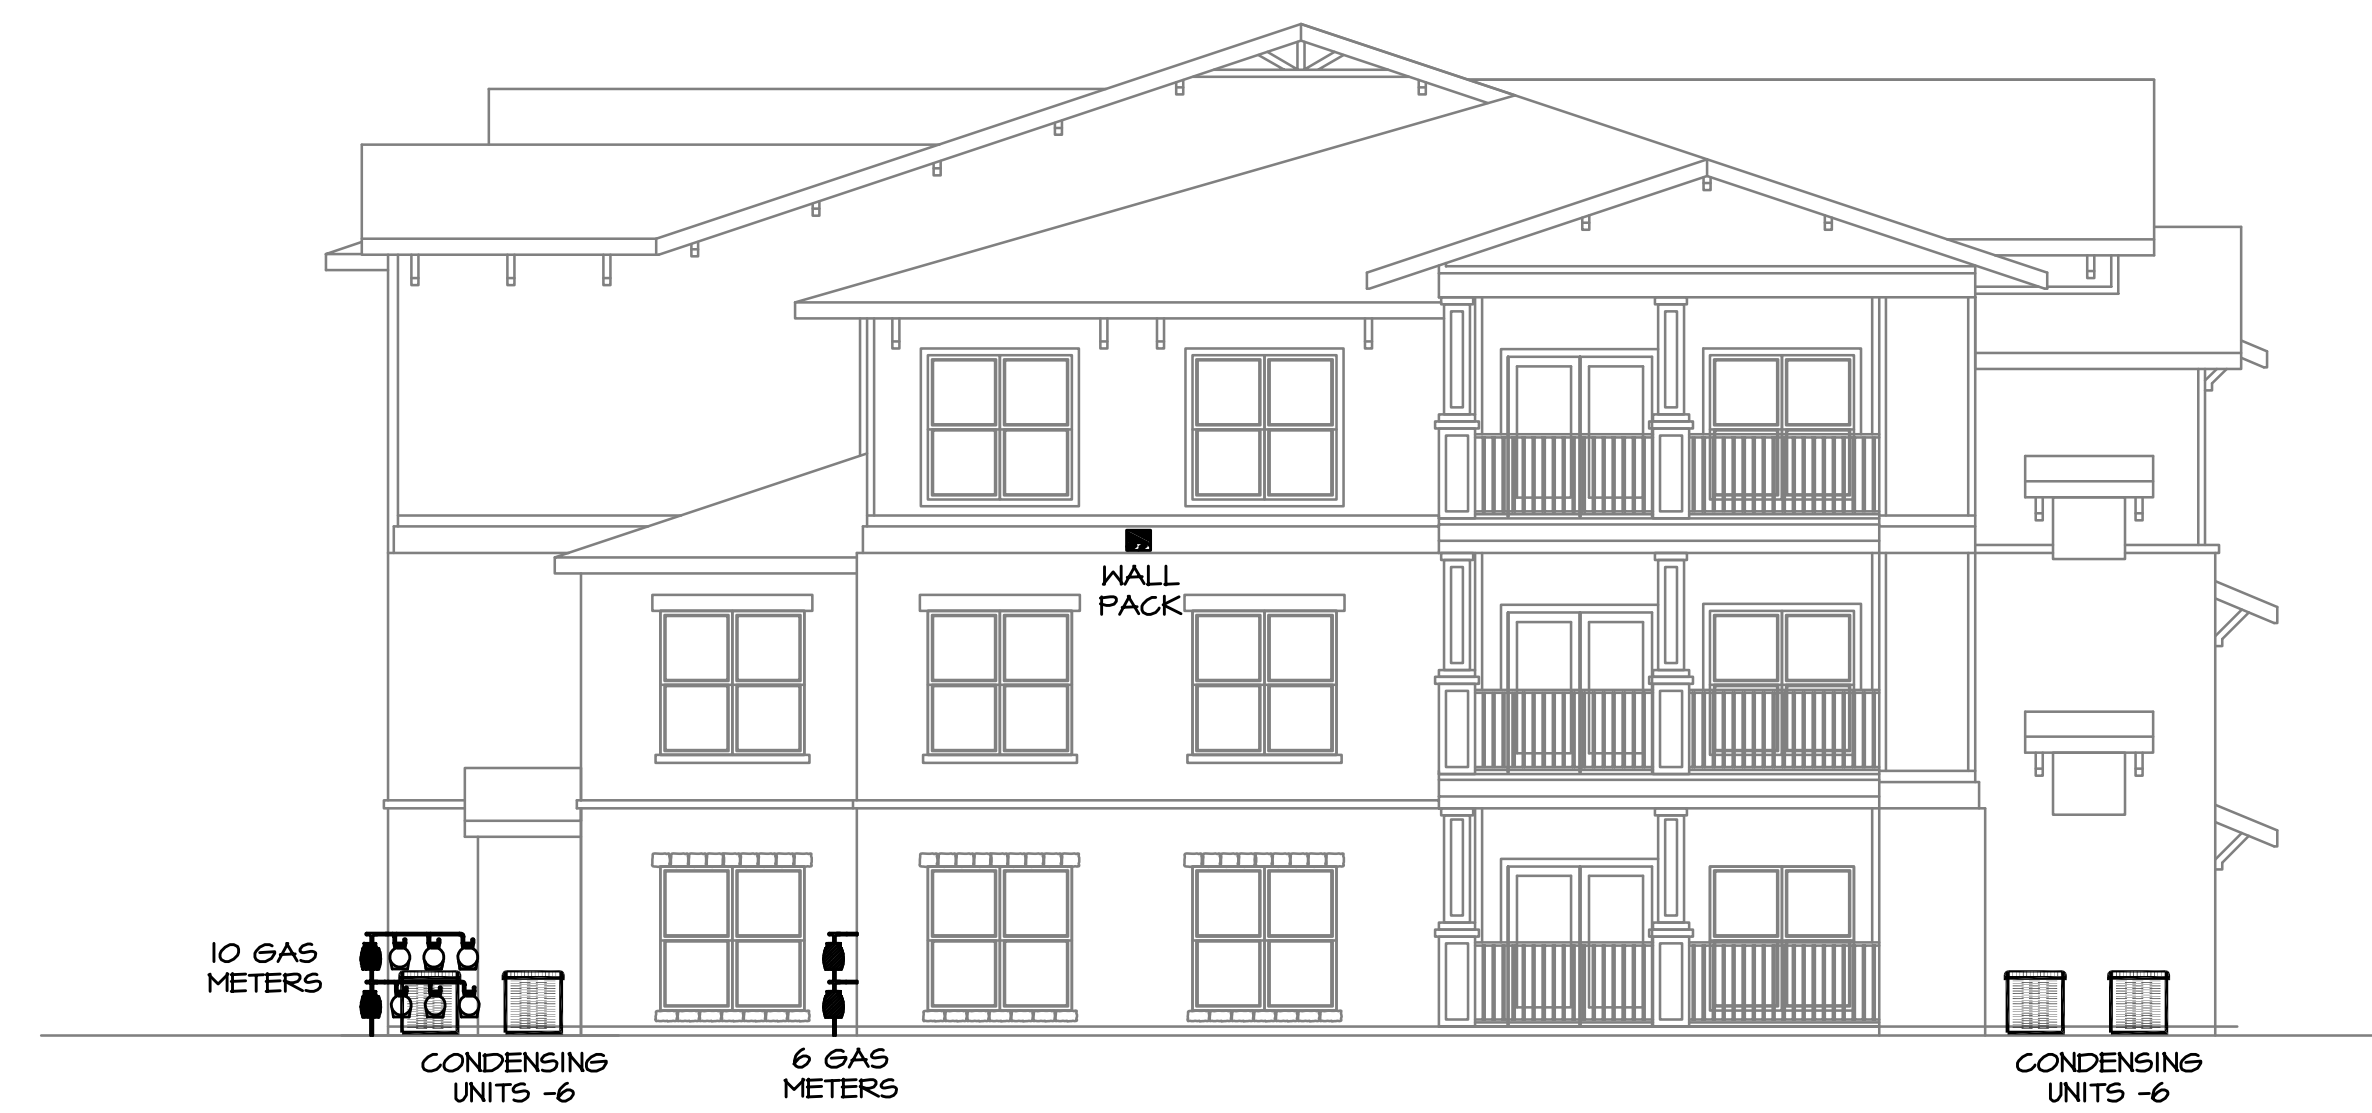 WALL
PACK
10 GAS
METERS
CONDENSING
UNITS -6
6 GAS
METERS
CONDENSING
UNITS -6